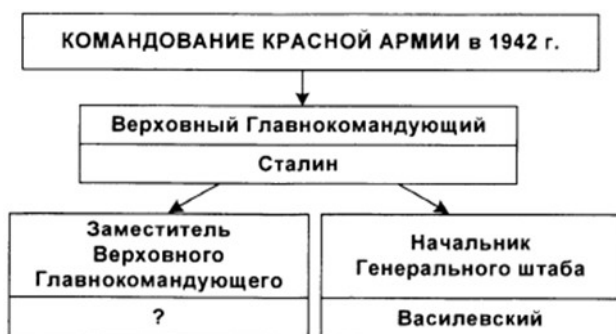 КОМАНДОВАНИЕ КРАСНОЙ АРМИИ в 1942 г.
Верховный Главнокомандующий
Сталин
Заместитель
Верховного
Главнокомандующего
?
Начальник
Генерального штаба
Василевский